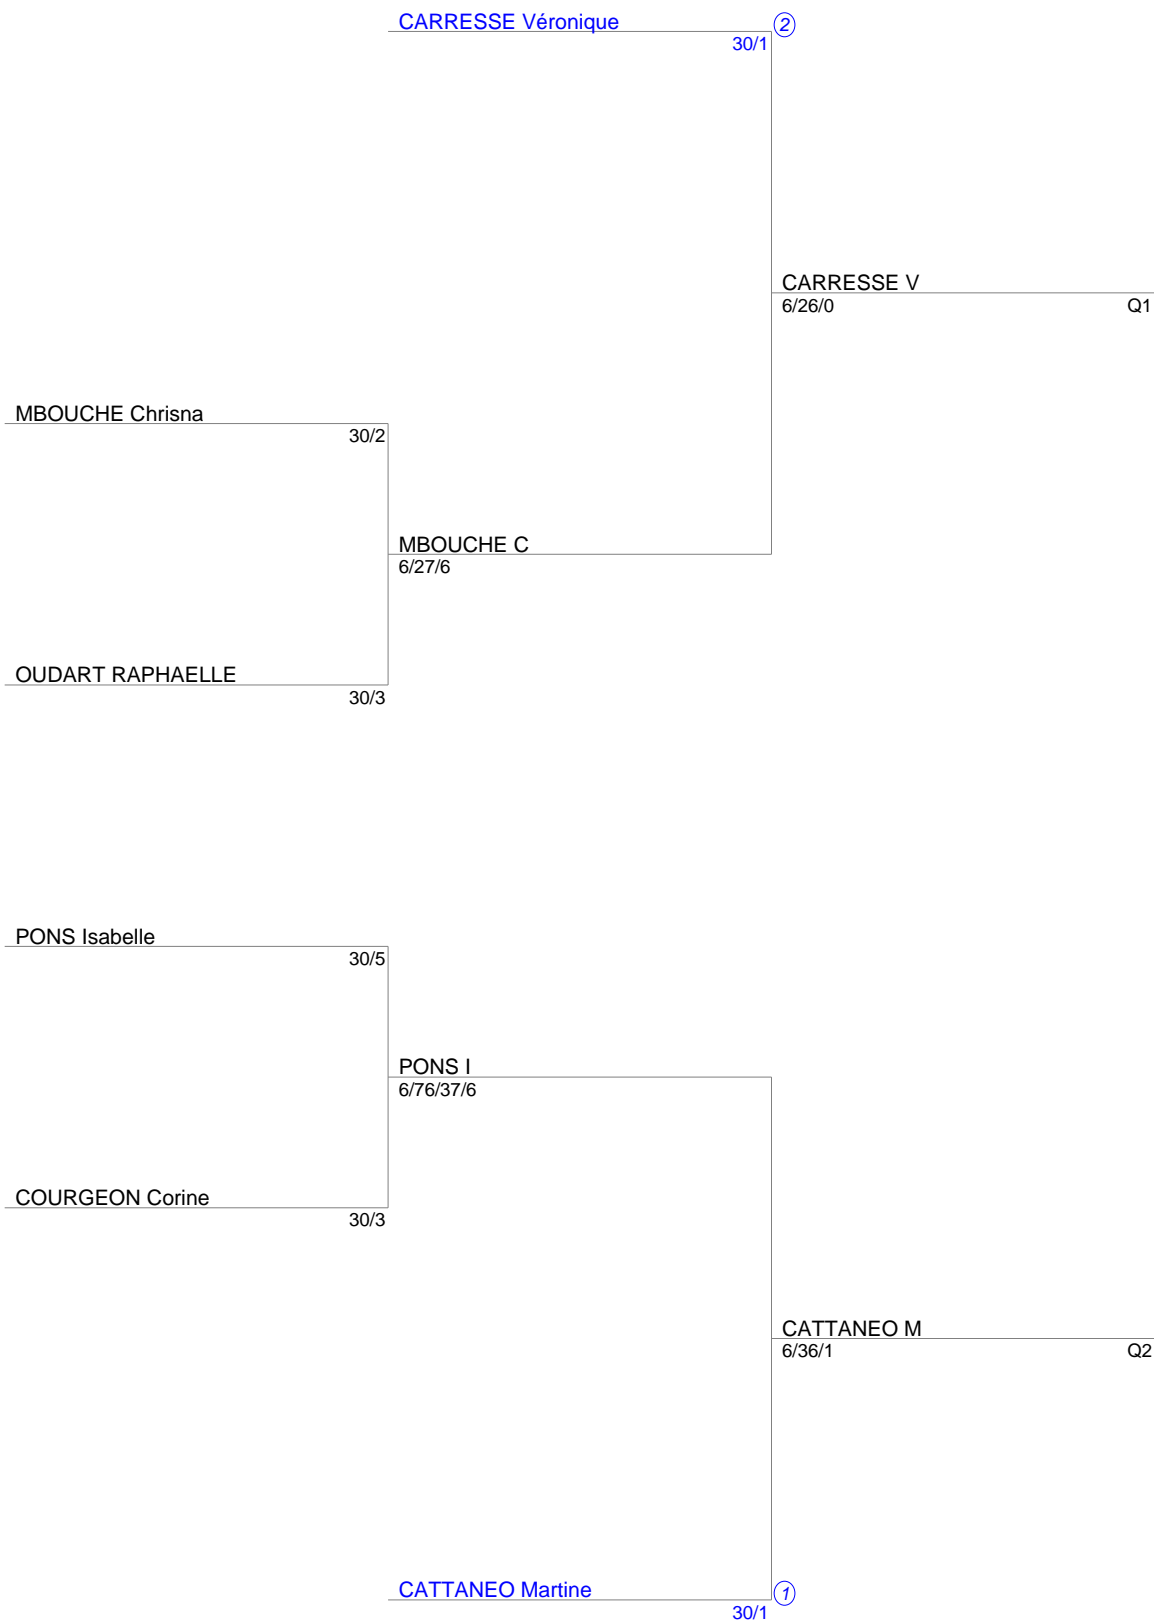 CARRESSE Véronique
2
30/1
CARRESSE V
6/26/0
Q1
MBOUCHE Chrisna
30/2
MBOUCHE C
6/27/6
OUDART RAPHAELLE
30/3
PONS Isabelle
30/5
PONS I
6/76/37/6
COURGEON Corine
30/3
CATTANEO M
6/36/1
Q2
CATTANEO Martine
1
30/1